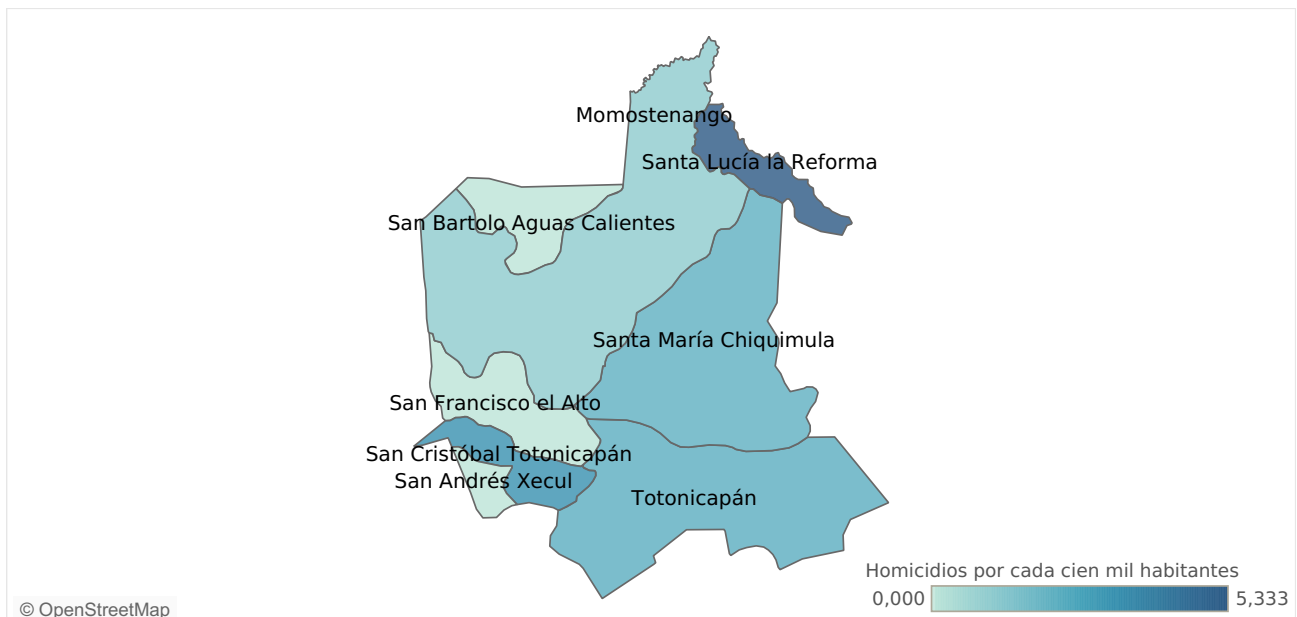 Momostenango
Santa Lucía la Reforma
San Bartolo Aguas Calientes
Santa María Chiquimula
San Francisco el Alto
San Cristóbal Totonicapán
San Andrés Xecul
Totonicapán
Homicidios por cada cien mil habitantes
0,000 5,333
© OpenStreetMap